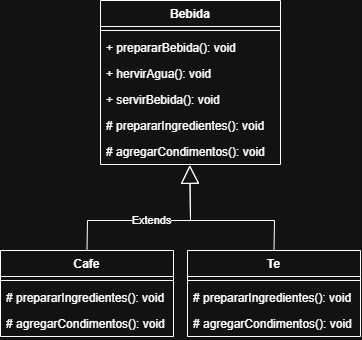 Bebida
+ prepararBebida(): void
+ hervirAgua(): void
+ servirBebida(): void
# prepararIngredientes(): void
# agregarCondimentos(): void
Extends
Cafe
# prepararIngredientes(): void
# agregarCondimentos(): void
Te
# prepararIngredientes(): void
# agregarCondimentos(): void